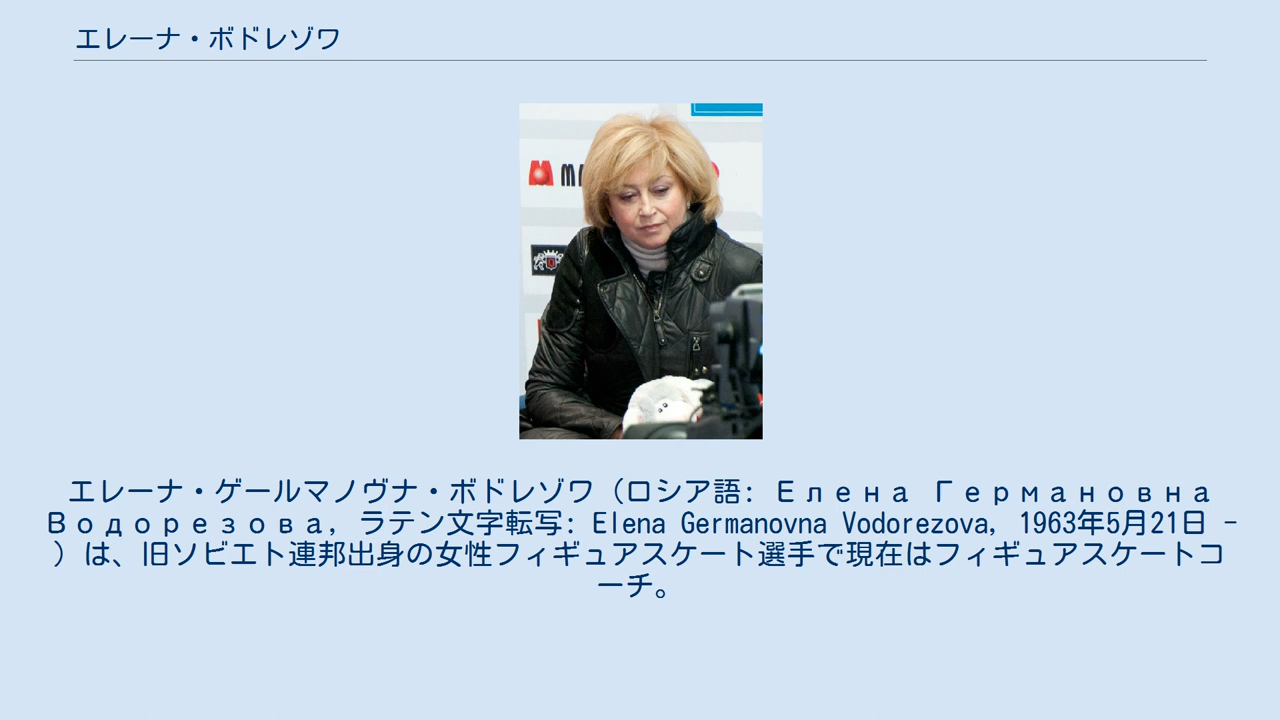 エレーナ・ボドレゾワ
エレーナ・ゲールマノヴナ・ボドレゾワ（ロシア語: Елена Германовна
Водорезова, ラテン文字転写: Elena Germanovna Vodorezova, 1963年5月21日 -
）は、旧ソビエト連邦出身の女性フィギュアスケート選手で現在はフィギュアスケートコ
ーチ。